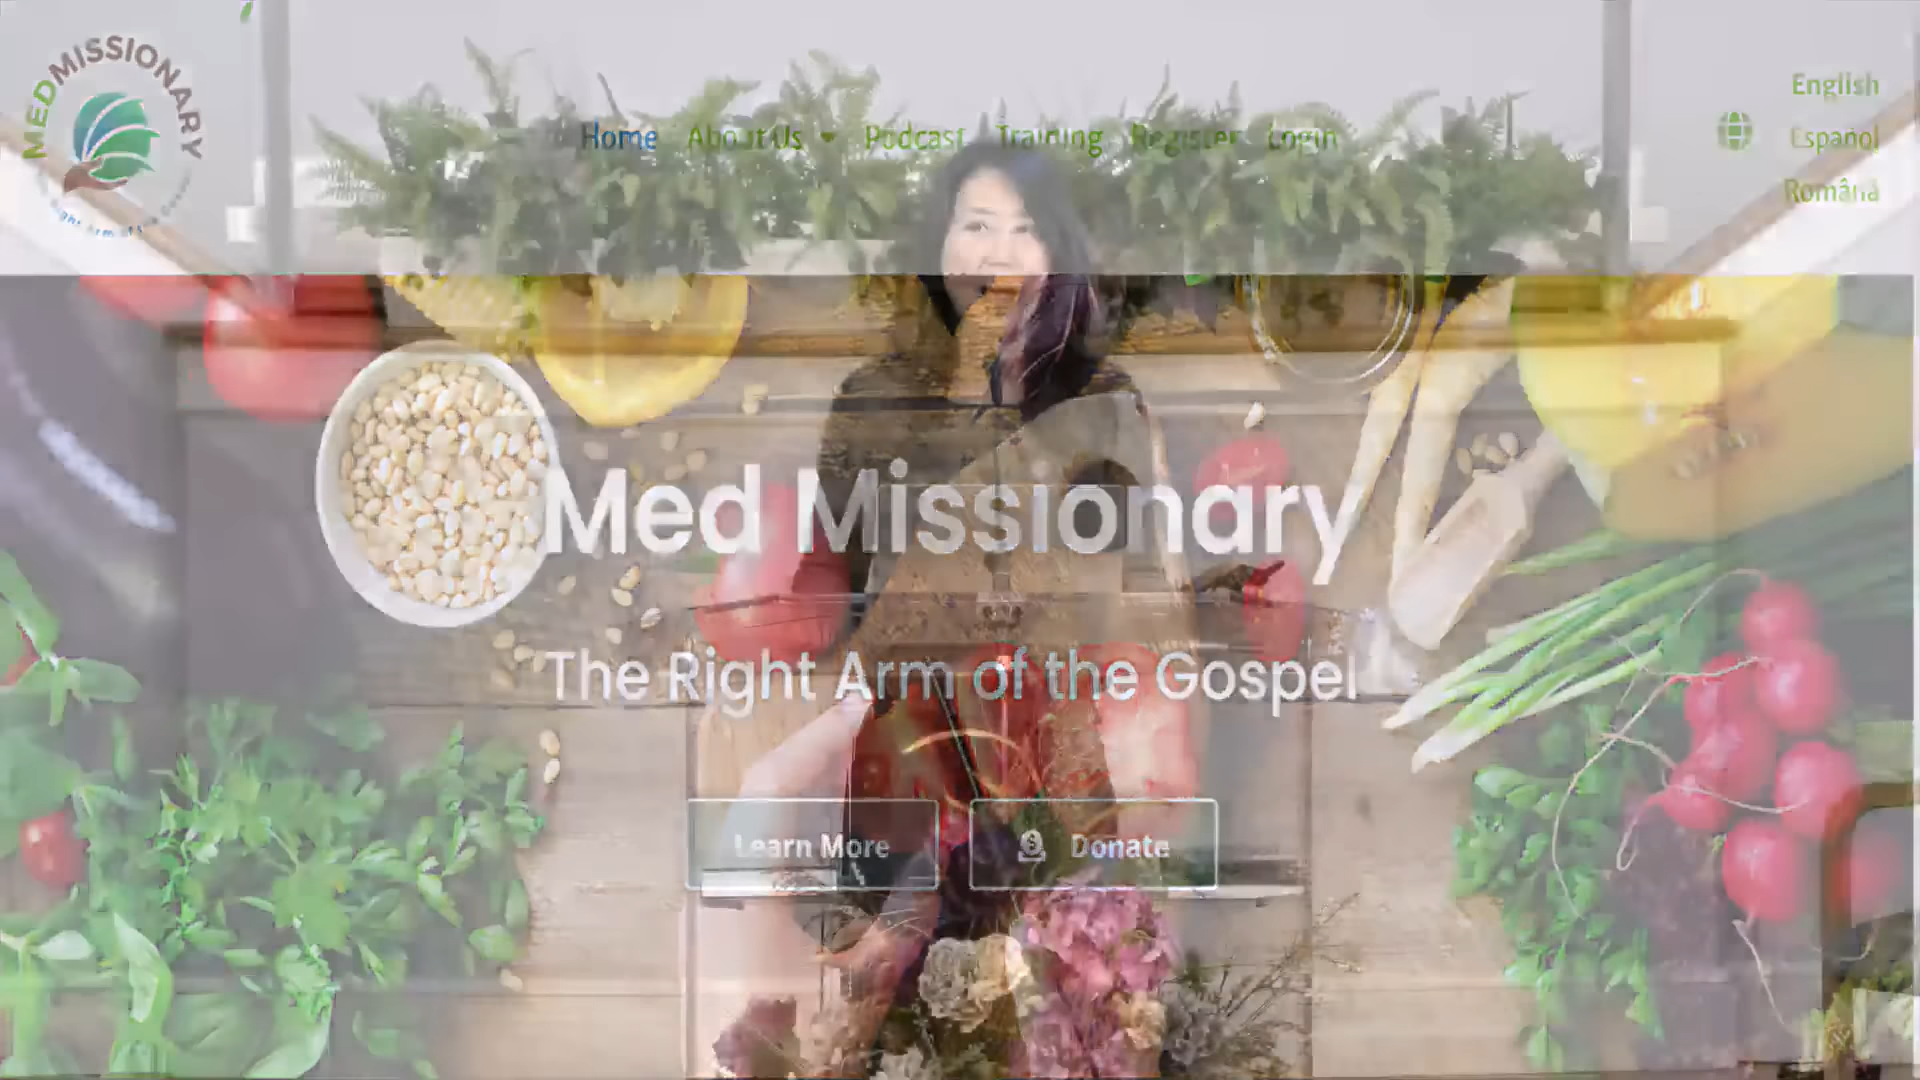 MEDMISSIONARY
English
Home About Us Podcast Training Register Login
Español
Română
Med Missionary
The Right Arm of the Gospel
Learn More Donate